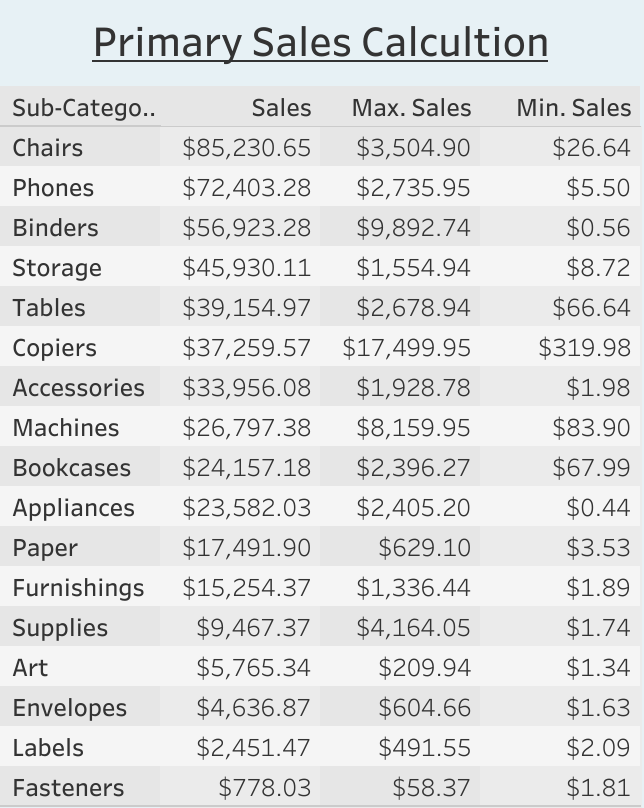 Primary Sales Calcultion
Sub-Catego.. Sales Max. Sales Min. Sales
Chairs $85,230.65 $3,504.90 $26.64
Phones $72,403.28 $2,735.95 $5.50
Binders $56,923.28 $9,892.74 $0.56
Storage $45,930.11 $1,554.94 $8.72
Tables $39,154.97 $2,678.94 $66.64
Copiers $37,259.57 $17,499.95 $319.98
Accessories $33,956.08 $1,928.78 $1.98
Machines $26,797.38 $8,159.95 $83.90
Bookcases $24,157.18 $2,396.27 $67.99
Appliances $23,582.03 $2,405.20 $0.44
Paper $17,491.90 $629.10 $3.53
Furnishings $15,254.37 $1,336.44 $1.89
Supplies $9,467.37 $4,164.05 $1.74
Art $5,765.34 $209.94 $1.34
Envelopes $4,636.87 $604.66 $1.63
Labels $2,451.47 $491.55 $2.09
Fasteners $778.03 $58.37 $1.81